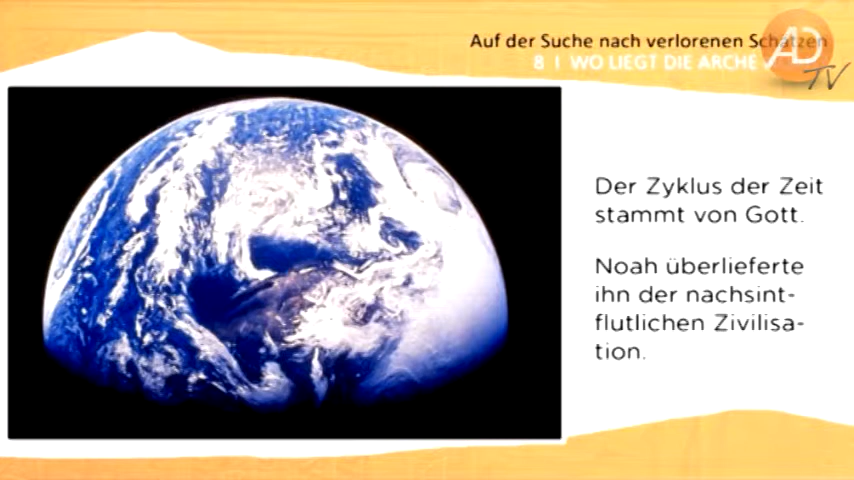 Auf der Suche nach verlorenen Schätzen
8 | WO LIEGT DIE ARCHE
AD
TV
Der Zyklus der Zeit
stammt von Gott.
Noah überlieferte
ihn der nachsint-
flutlichen Zivilisa-
tion.